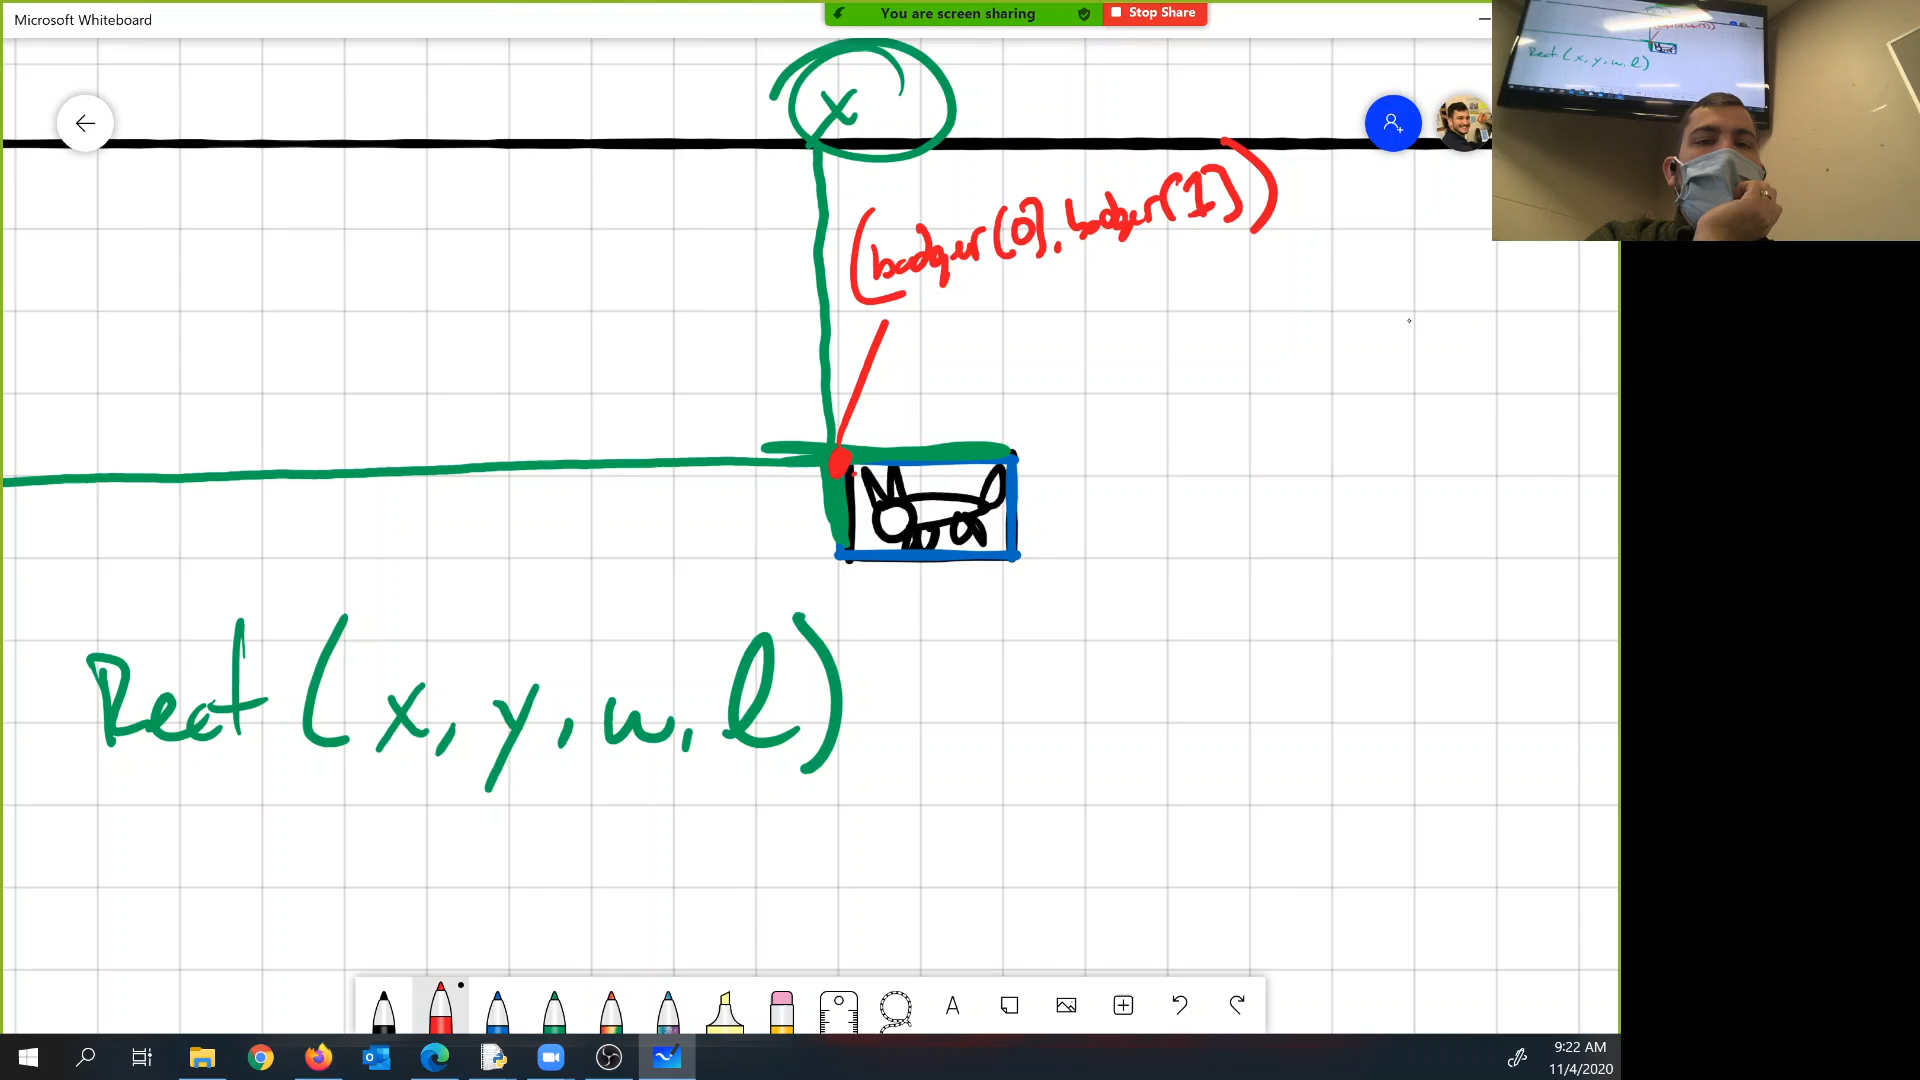 Microsoft Whiteboard
You are screen sharing
Stop Share
x
(badger[0], badger[1])
Rect (x, y, w, l)
Rect (x, y, w, l)
A
9:22 AM
11/4/2020